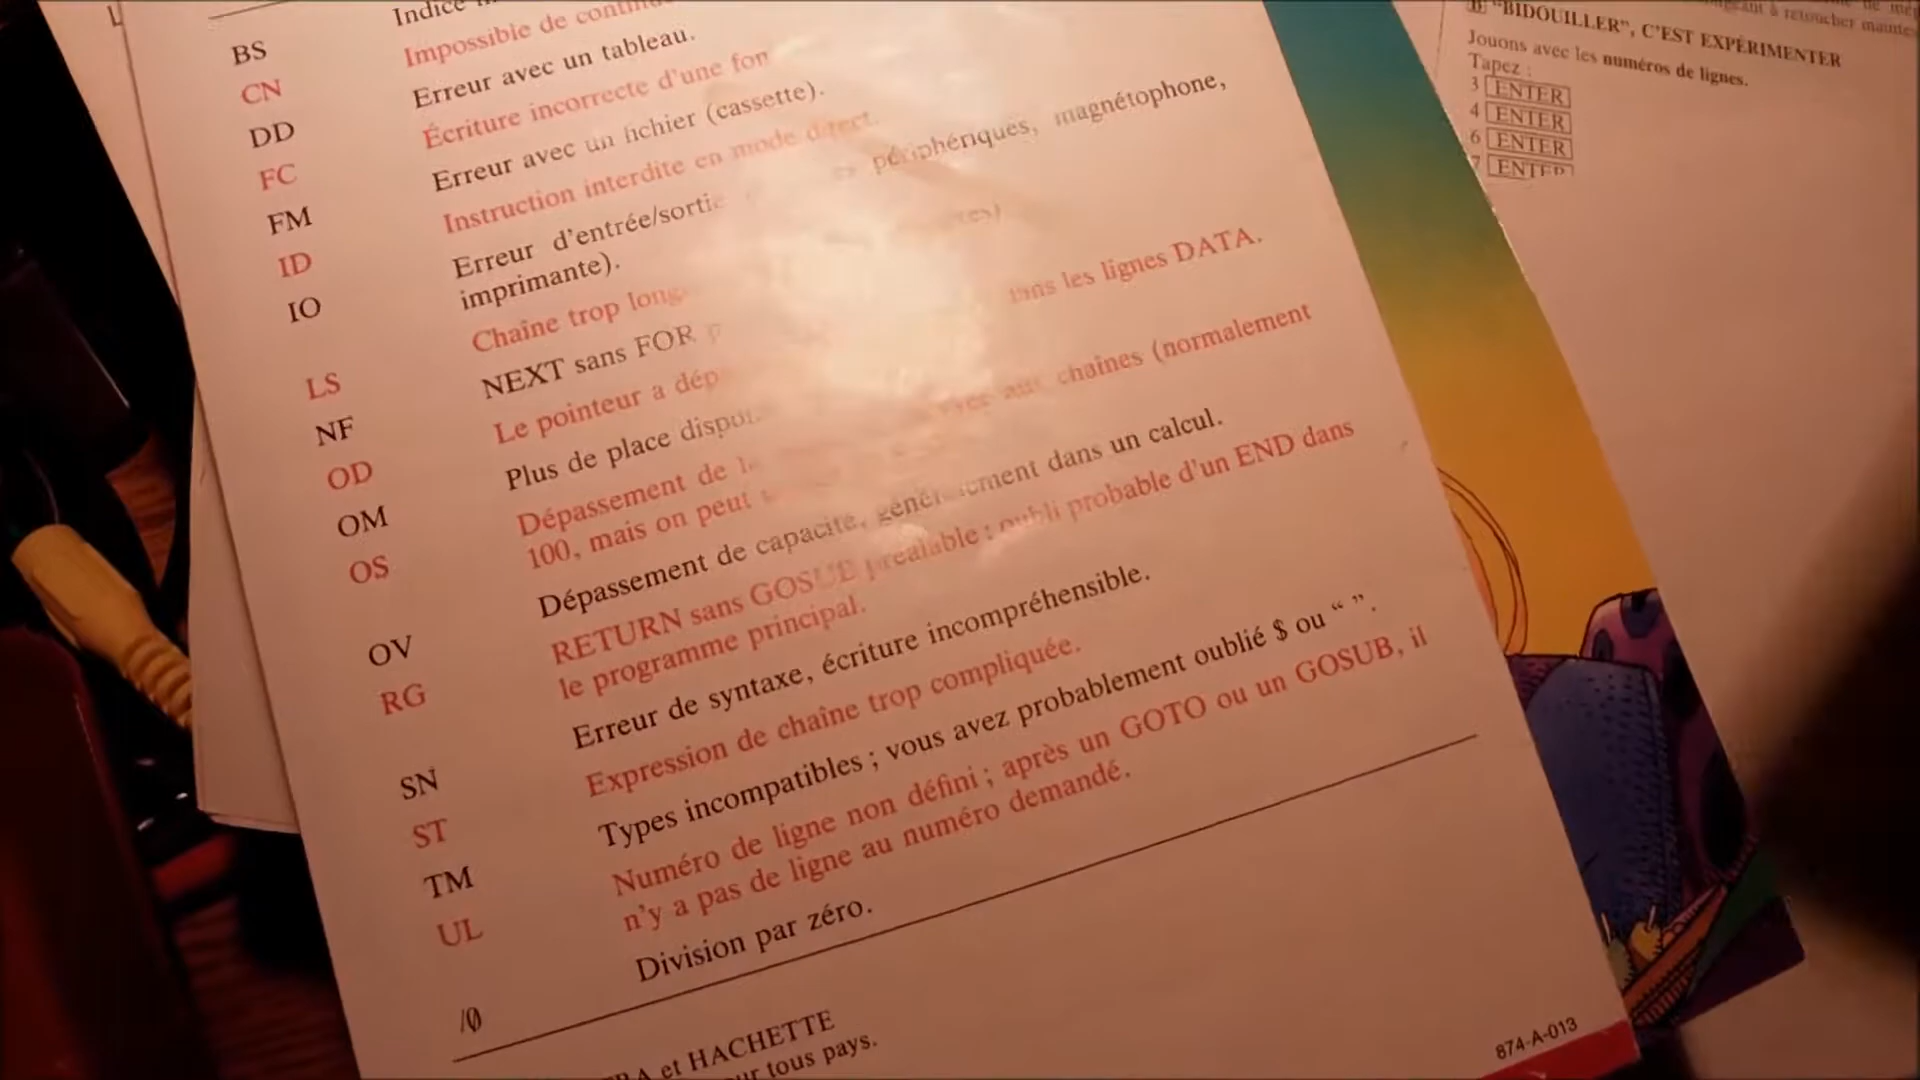 BS Indice
CN Impossible de
DD Erreur avec un tableau.
FC Écriture incorrecte d'une
FM Erreur avec un fichier (cassette).
ID Instruction interdite en mode direct.
IO Erreur d'entrée/sortie périphériques, magnétophone,
imprimante).
LS Chaîne trop
NF NEXT sans FOR
OD Le pointeur a dans les lignes DATA.
OM Plus de place
OS Dépassement de aux chaînes (normalement
100, mais on peut
OV Dépassement de capacité, généralement dans un calcul.
RG RETURN sans GOSUB préalable ; oubli probable d'un END dans
le programme principal.
SN Erreur de syntaxe, écriture incompréhensible.
ST Expression de chaîne trop compliquée.
TM Types incompatibles ; vous avez probablement oublié $ ou “ ”.
UL Numéro de ligne non défini ; après un GOTO ou un GOSUB, il
n'y a pas de ligne au numéro demandé.
/0 Division par zéro.
et HACHETTE
tous pays.
874-A-013
"BIDOUILLER", C'EST EXPÉRIMENTER
Jouons avec les numéros de lignes.
Tapez :
3 ENTER
4 ENTER
6 ENTER
7 ENTER